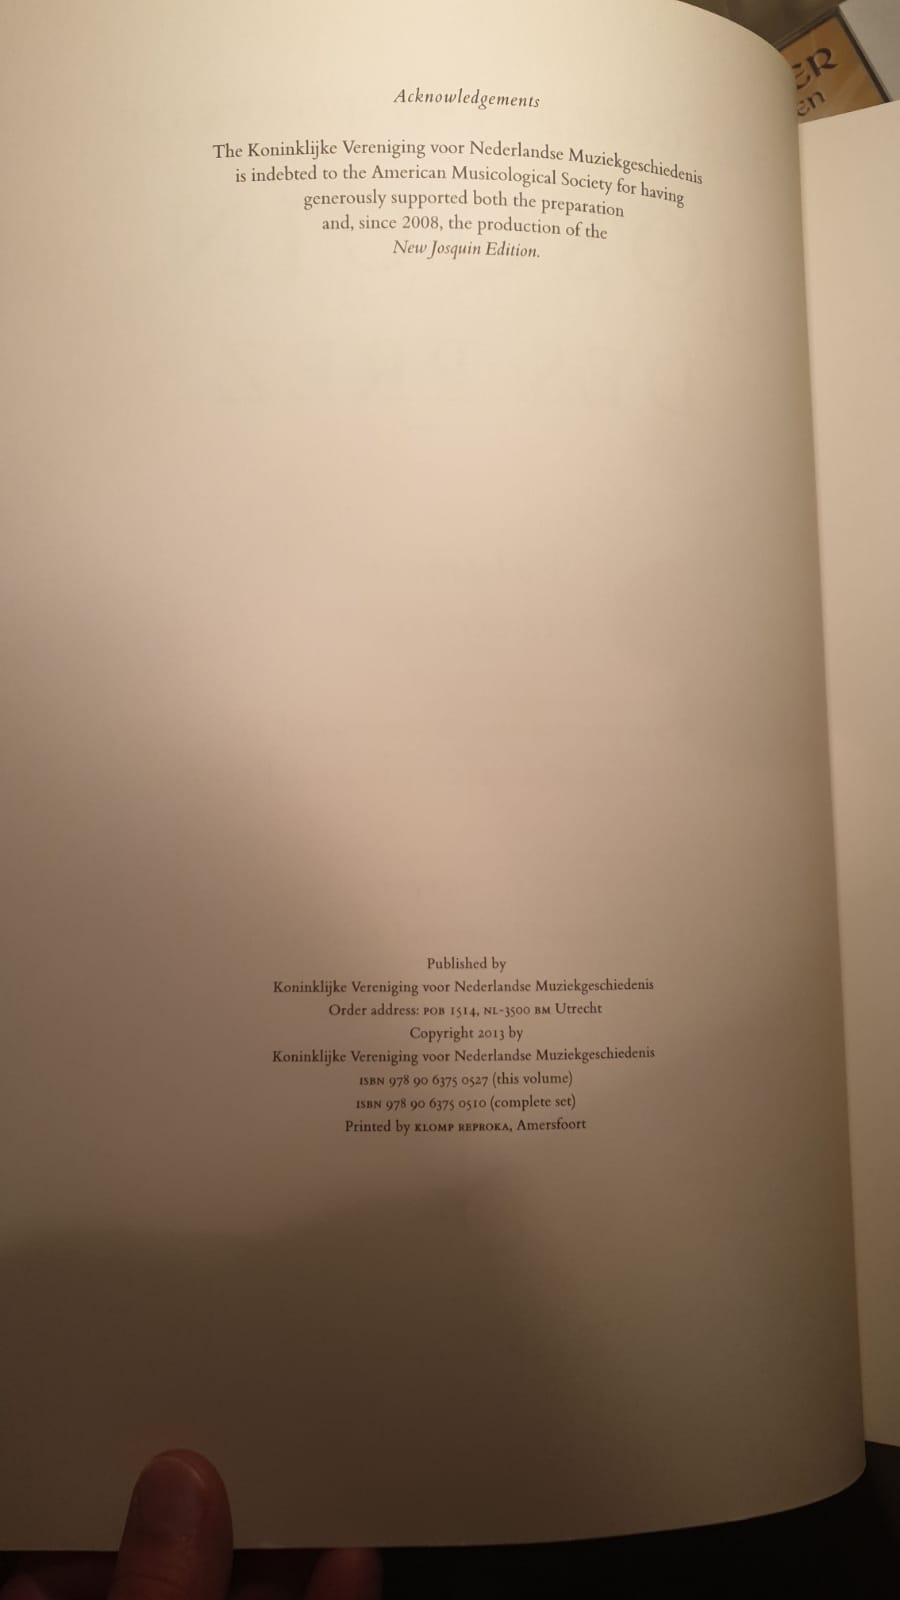 Acknowledgements
The Koninklijke Vereniging voor Nederlandse Muziekgeschiedenis
is indebted to the American Musicological Society for having
generously supported both the preparation
and, since 2008, the production of the
New Josquin Edition.
Published by
Koninklijke Vereniging voor Nederlandse Muziekgeschiedenis
Order address: POB 1514, NL-3500 BM Utrecht
Copyright 2013 by
Koninklijke Vereniging voor Nederlandse Muziekgeschiedenis
ISBN 978 90 6375 0527 (this volume)
ISBN 978 90 6375 0510 (complete set)
Printed by KLOMP REPROKA, Amersfoort